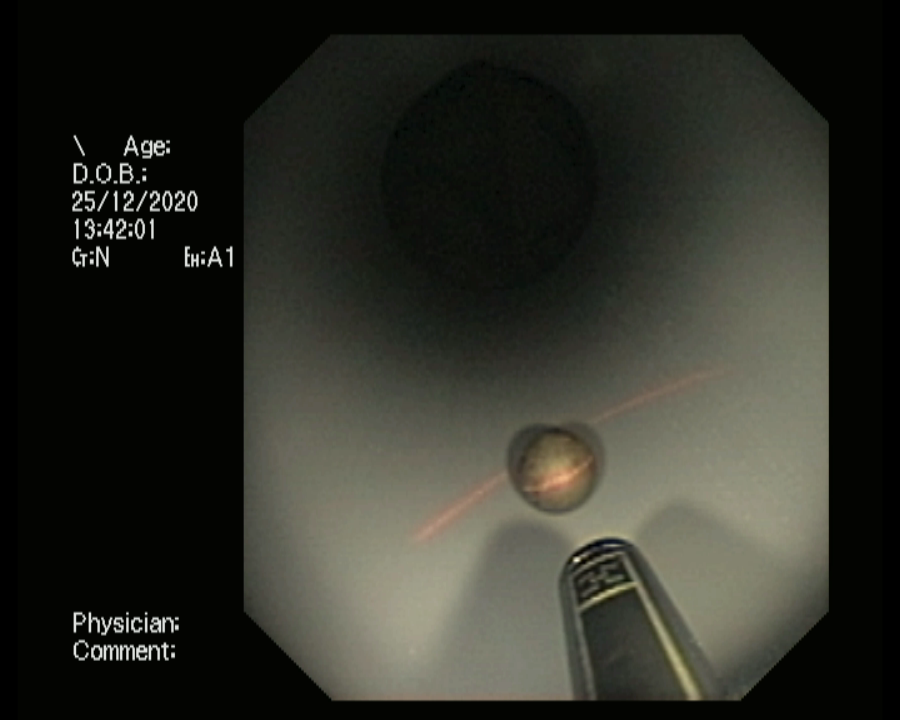 \ Age:
D.O.B.:
25/12/2020
13:42:01
Cr:N EH:A1
Physician:
Comment: